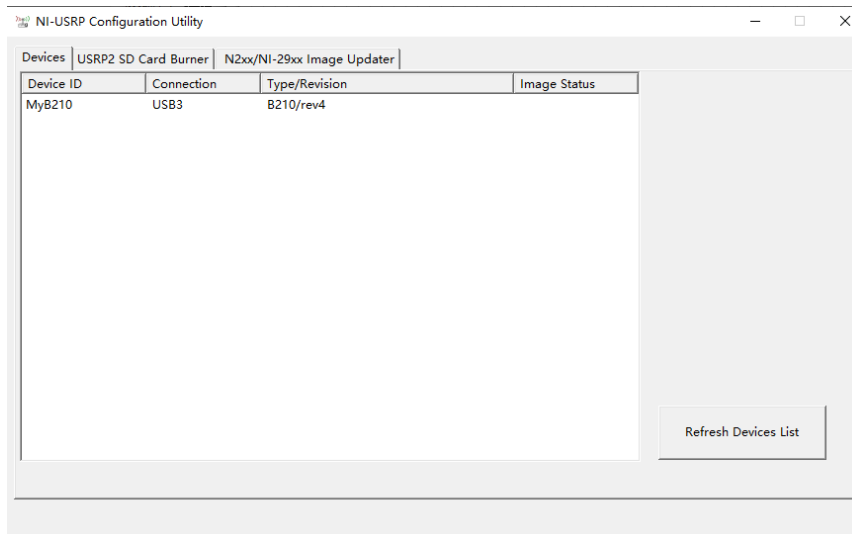 NI-USRP Configuration Utility
Devices USRP2 SD Card Burner N2xx/NI-29xx Image Updater
Device ID Connection Type/Revision Image Status
MyB210 USB3 B210/rev4
Refresh Devices List